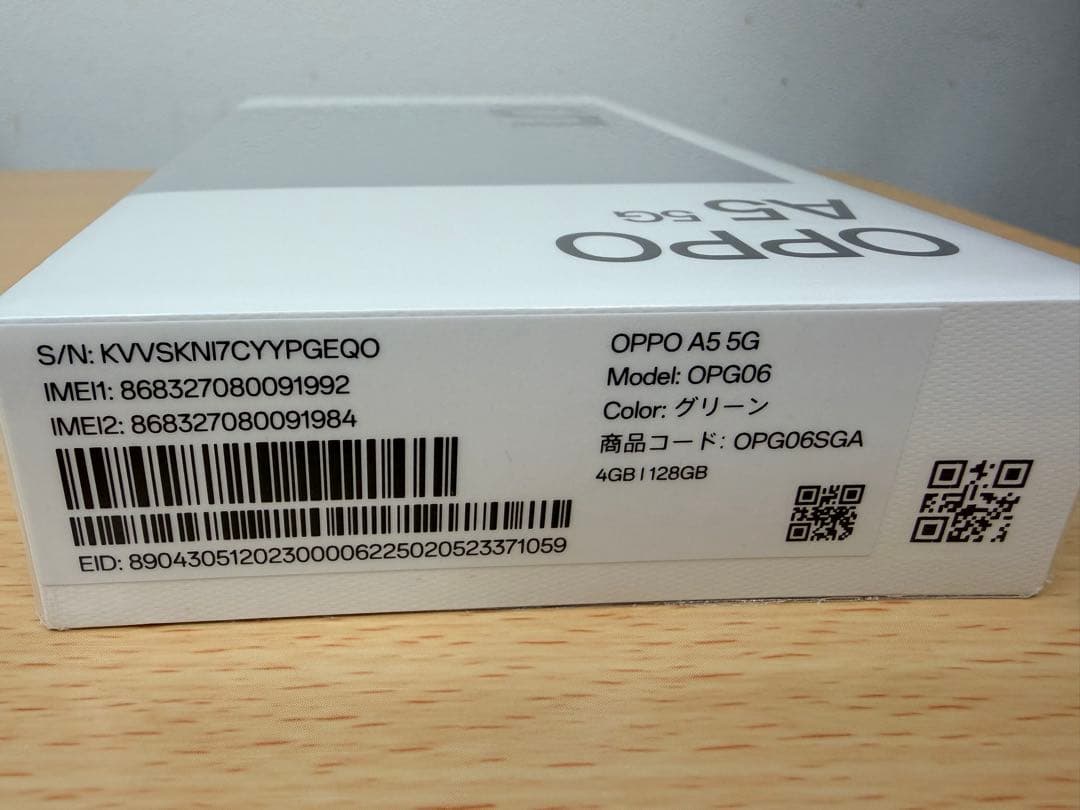 OPPO
A5 5G
S/N: KVVSKNI7CYYPGEQO
IMEI1: 868327080091992
IMEI2: 868327080091984
EID: 89043051202300006225020523371059
OPPO A5 5G
Model: OPG06
Color: グリーン
商品コード: OPG06SGA
4GB | 128GB